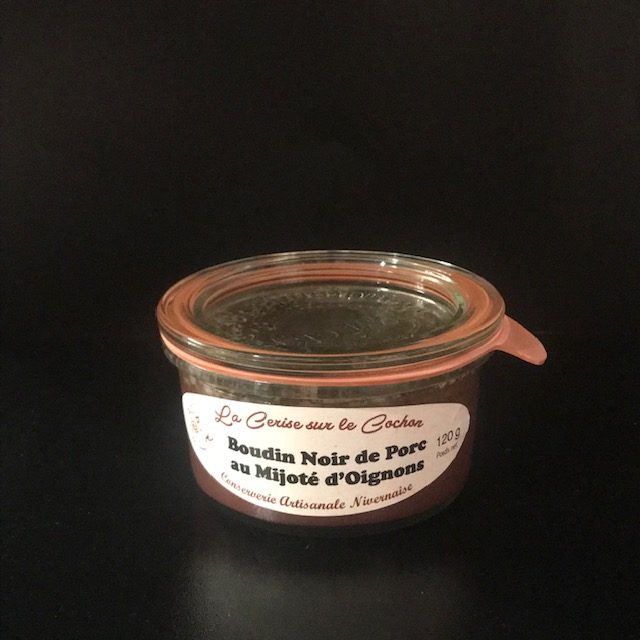 La Cerise sur le Cochon
Boudin Noir de Porc
au Mijoté d'Oignons
120 g
Poids net
Conserverie Artisanale Nivernaise